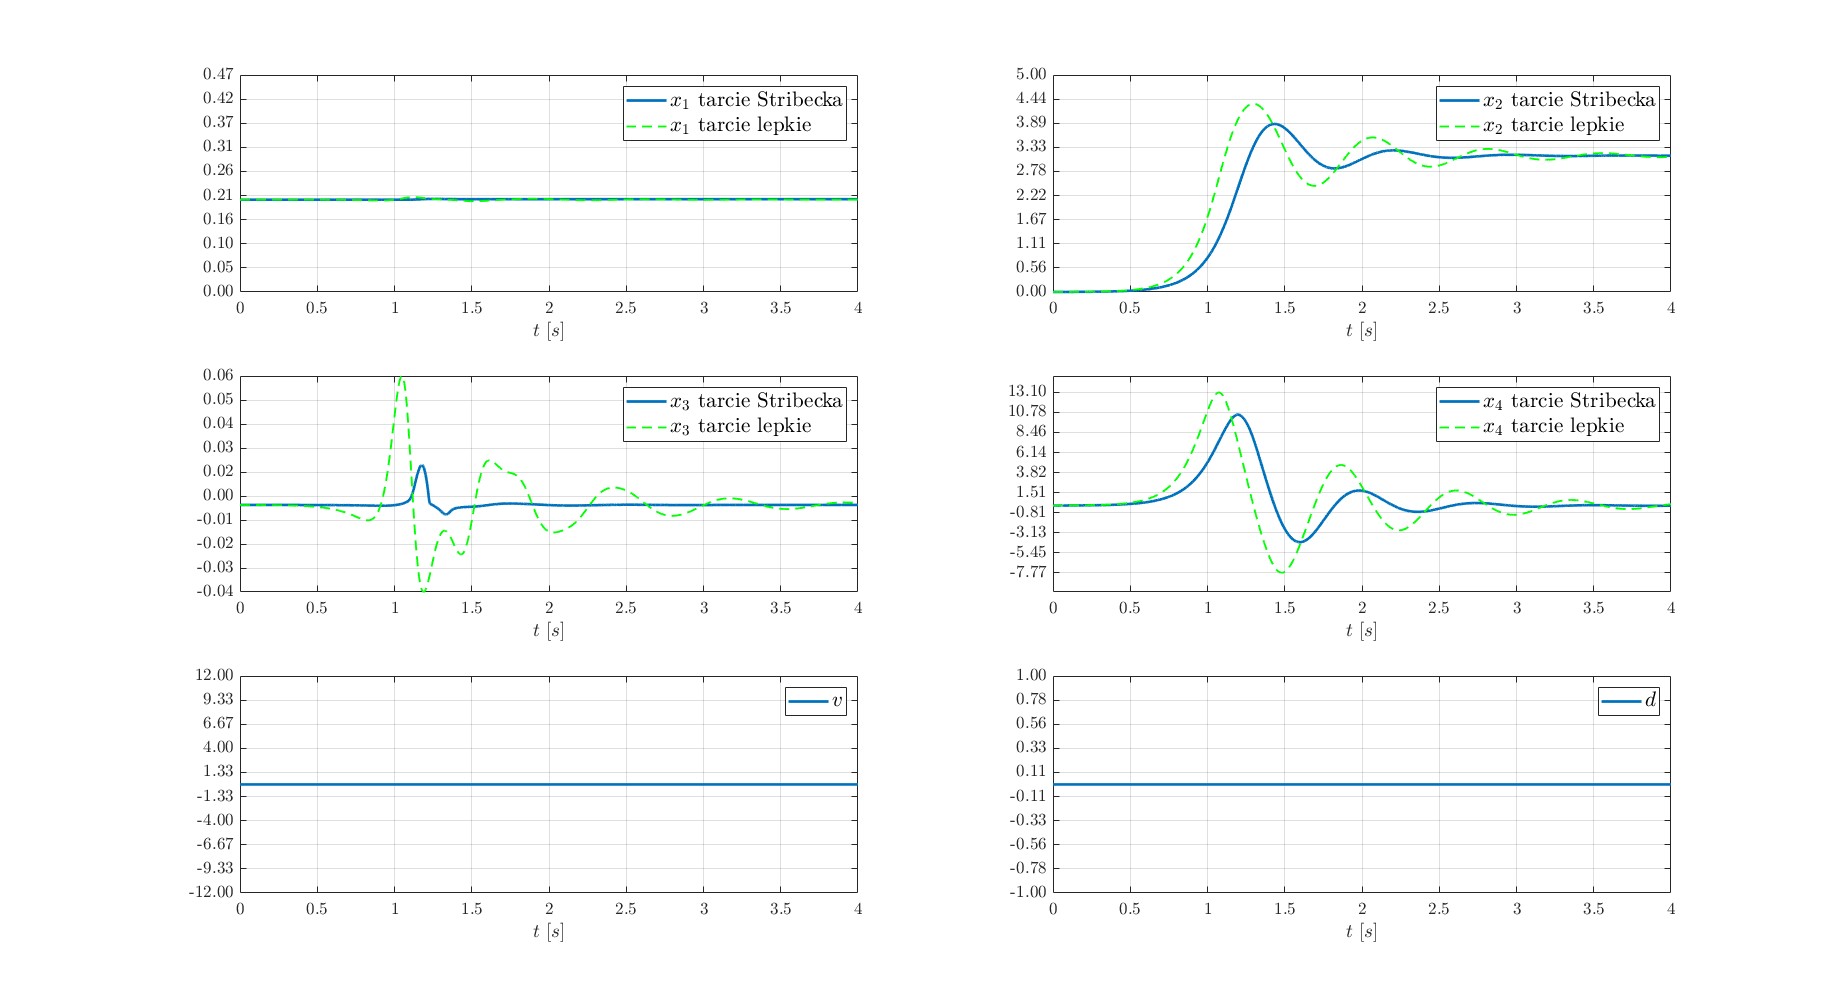 0.47
0.42
0.37
0.31
0.26
0.21
0.16
0.10
0.05
0.00
x₁ tarcie Stribecka
x₁ tarcie lepkie
0 0.5 1 1.5 2 2.5 3 3.5 4
t [s]
5.00
4.44
3.89
3.33
2.78
2.22
1.67
1.11
0.56
0.00
x₂ tarcie Stribecka
x₂ tarcie lepkie
0 0.5 1 1.5 2 2.5 3 3.5 4
t [s]
0.06
0.05
0.04
0.03
0.02
0.00
-0.01
-0.02
-0.03
-0.04
x₃ tarcie Stribecka
x₃ tarcie lepkie
0 0.5 1 1.5 2 2.5 3 3.5 4
t [s]
13.10
10.78
8.46
6.14
3.82
1.51
-0.81
-3.13
-5.45
-7.77
x₄ tarcie Stribecka
x₄ tarcie lepkie
0 0.5 1 1.5 2 2.5 3 3.5 4
t [s]
12.00
9.33
6.67
4.00
1.33
-1.33
-4.00
-6.67
-9.33
-12.00
v
0 0.5 1 1.5 2 2.5 3 3.5 4
t [s]
1.00
0.78
0.56
0.33
0.11
-0.11
-0.33
-0.56
-0.78
-1.00
d
0 0.5 1 1.5 2 2.5 3 3.5 4
t [s]